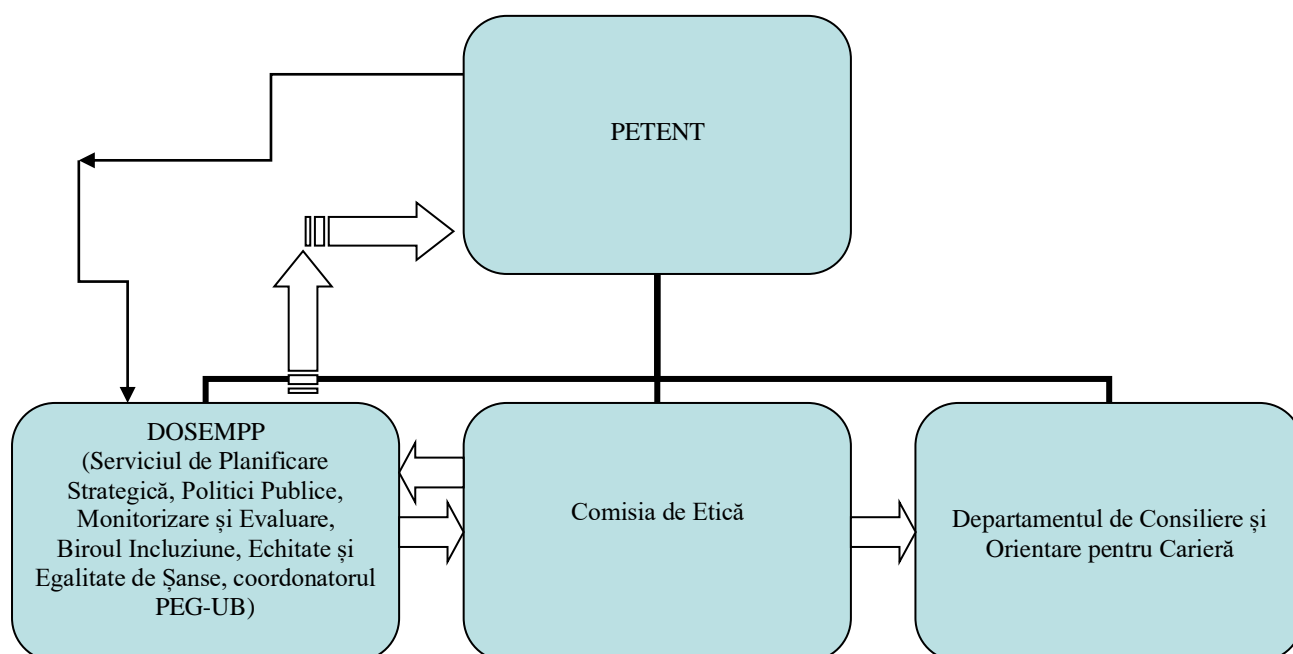 PETENT
DOSEMPP
(Serviciul de Planificare
Strategică, Politici Publice,
Monitorizare și Evaluare,
Biroul Incluziune, Echitate și
Egalitate de Șanse, coordonatorul
PEG-UB)
Comisia de Etică
Departamentul de Consiliere și
Orientare pentru Carieră